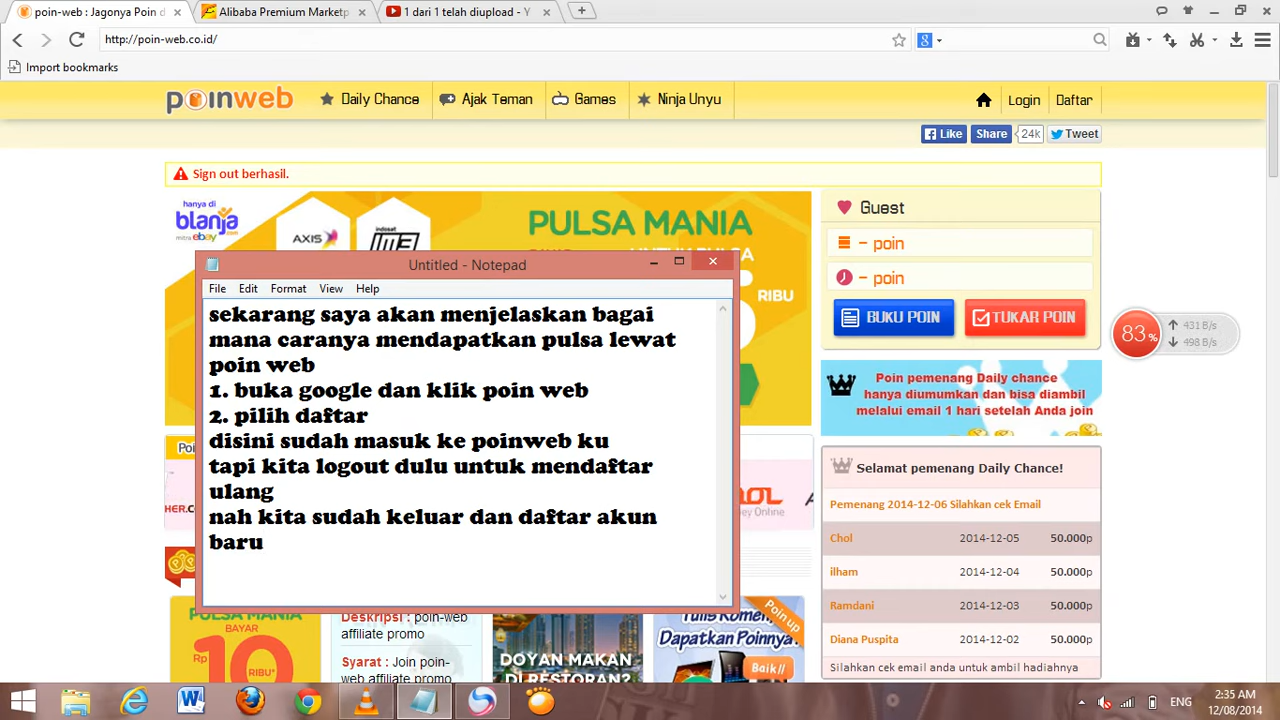 poin-web : Jagonya Poin d
Alibaba Premium Marketp
1 dari 1 telah diupload - Y
http://poin-web.co.id/
Import bookmarks
poinweb
Daily Chance
Ajak Teman
Games
Ninja Unyu
Login
Daftar
Like
Share
24k
Tweet
Sign out berhasil.
hanya di
blanja
mitra ebay
AXIS
indosat
PULSA MANIA
RIBU
Guest
- poin
- poin
BUKU POIN
TUKAR POIN
83%
431 B/s
498 B/s
Untitled - Notepad
File Edit Format View Help
sekarang saya akan menjelaskan bagai
mana caranya mendapatkan pulsa lewat
poin web
1. buka google dan klik poin web
2. pilih daftar
disini sudah masuk ke poinweb ku
tapi kita logout dulu untuk mendaftar
ulang
nah kita sudah keluar dan daftar akun
baru
Poin pemenang Daily chance
hanya diumumkan dan bisa diambil
melalui email 1 hari setelah Anda join
Selamat pemenang Daily Chance!
Pemenang 2014-12-06 Silahkan cek Email
Chol 2014-12-05 50.000p
ilham 2014-12-04 50.000p
Ramdani 2014-12-03 50.000p
Diana Puspita 2014-12-02 50.000p
Silahkan cek email anda untuk ambil hadiahnya
PULSA MANIA
BAYAR
Rp 10 RIBU*
Deskripsi : poin-web
affiliate promo
Syarat : Join poin-
web affiliate promo
DOYAN MAKAN
DI RESTORAN?
Tulis Komen,
Dapatkan Poinnya
Poin up
Baik!!
ENG
2:35 AM
12/08/2014